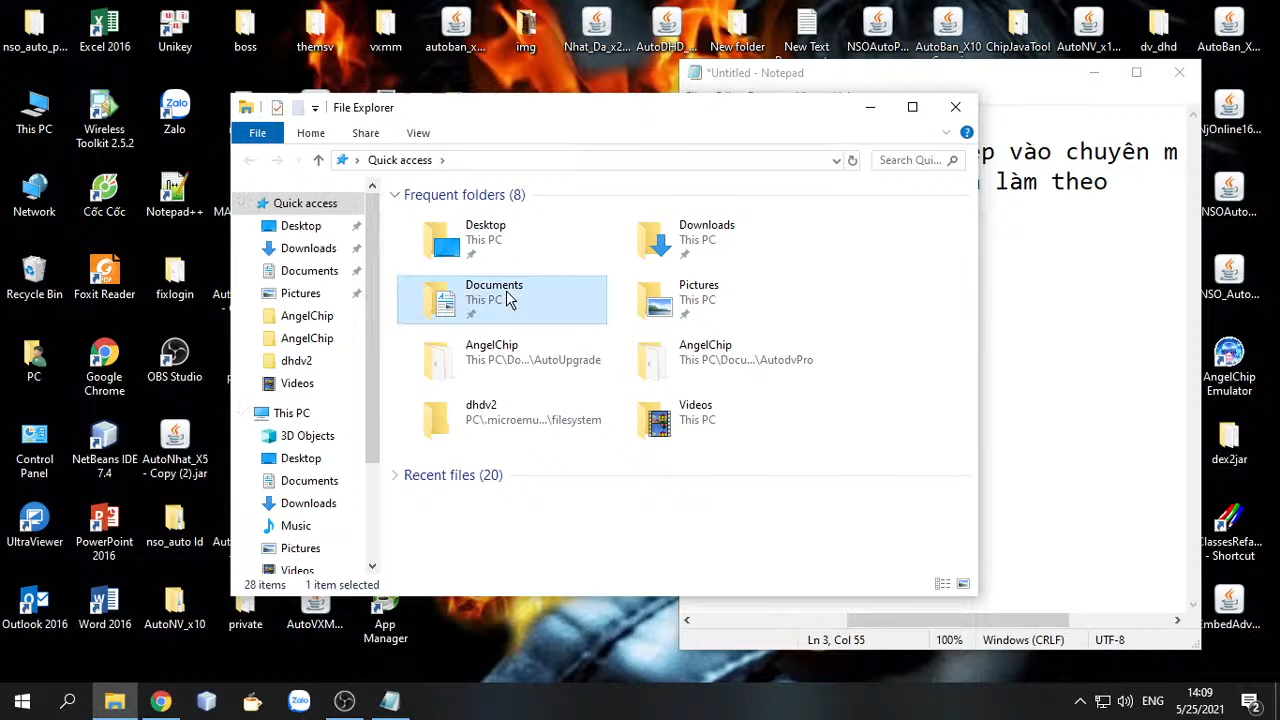 nso_auto_p...
Excel 2016
Unikey
boss
themsv
vxmm
autoban_x...
img
Nhat_Da_x2...
AutoDHD_...
New folder
New Text
NSOAutoP...
AutoBan_X10
ChipJavaTool
AutoNV_x1...
dv_dhd
AutoBan_X...
*Untitled - Notepad
File Explorer
File
Home
Share
View
Quick access
Search Qui...
ep vào chuyên m
làm theo
This PC
Wireless
Toolkit 2.5.2
Zalo
NjOnline16...
Network
Cốc Cốc
Notepad++
NSOAuto...
Recycle Bin
Foxit Reader
fixlogin
NSO_Auto...
PC
Google
Chrome
OBS Studio
AngelChip
Emulator
Control
Panel
NetBeans IDE
7.4
AutoNhat_X5
- Copy (2).jar
dex2jar
UltraViewer
PowerPoint
2016
nso_auto ld
ClassesRefa...
- Shortcut
Outlook 2016
Word 2016
AutoNV_x10
private
AutoVXM...
App
Manager
EmbedAdv...
Quick access
Desktop
Downloads
Documents
Pictures
AngelChip
AngelChip
dhdv2
Videos
This PC
3D Objects
Desktop
Documents
Downloads
Music
Pictures
Videos
Frequent folders (8)
Desktop
This PC
Downloads
This PC
Documents
This PC
Pictures
This PC
AngelChip
This PC\Do...\AutoUpgrade
AngelChip
This PC\Docu...\AutodvPro
dhdv2
PC\.microemu...\filesystem
Videos
This PC
Recent files (20)
28 items
1 item selected
Ln 3, Col 55
100%
Windows (CRLF)
UTF-8
Zalo
ENG
14:09
5/25/2021
2